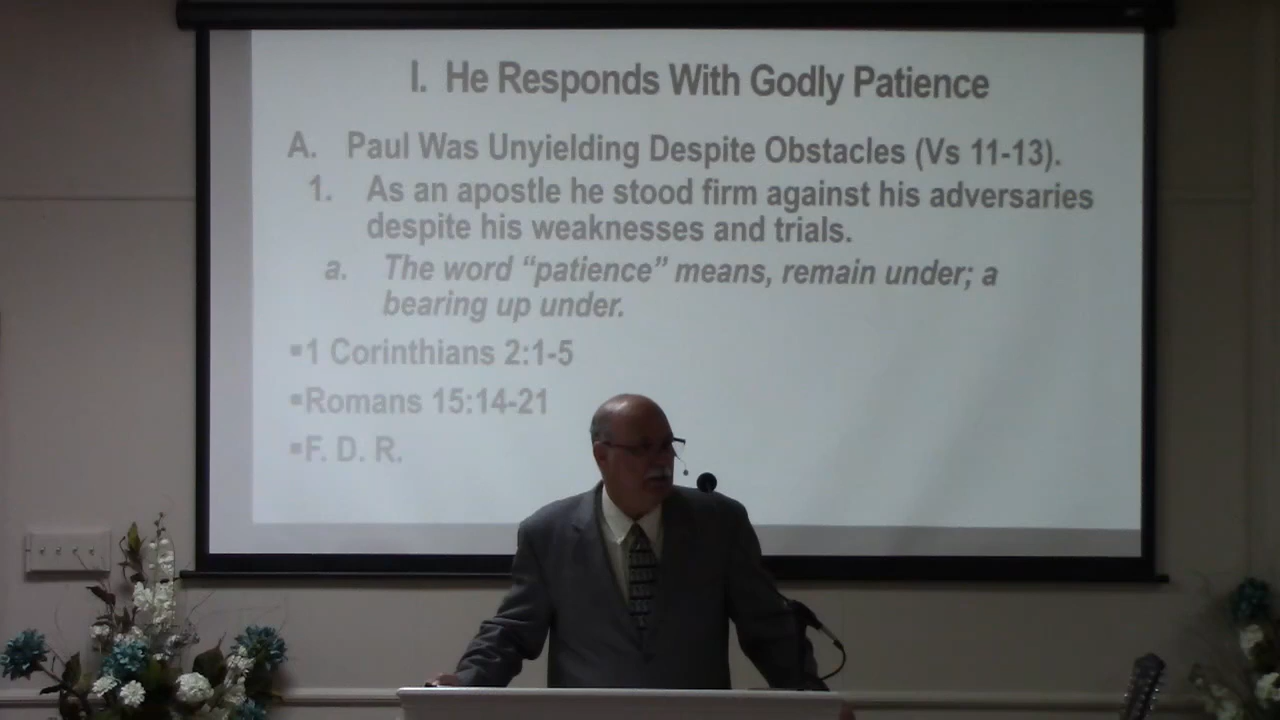 I. He Responds With Godly Patience
A. Paul Was Unyielding Despite Obstacles (Vs 11-13).
1. As an apostle he stood firm against his adversaries
despite his weaknesses and trials.
a. The word “patience” means, remain under; a
bearing up under.
▪1 Corinthians 2:1-5
▪Romans 15:14-21
▪F. D. R.